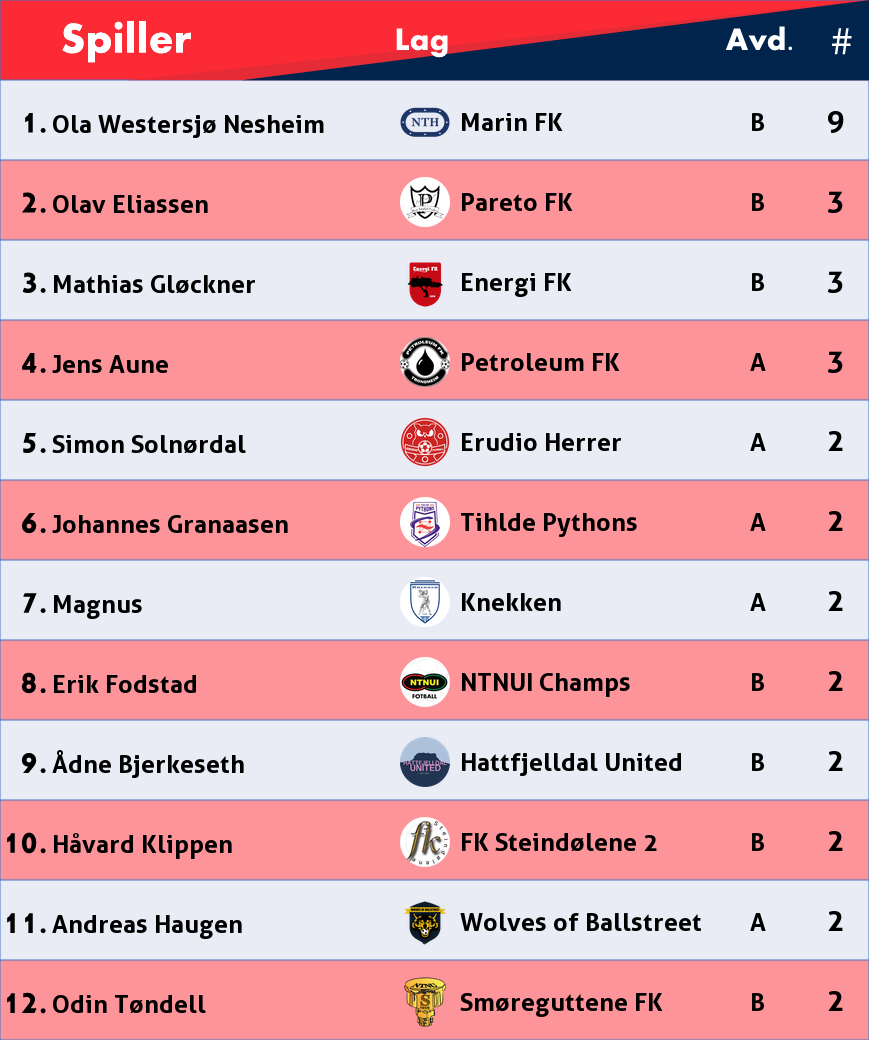 Spiller Lag Avd. #
1. Ola Westersjø Nesheim NTH Marin FK B 9
2. Olav Eliassen P Pareto FK B 3
3. Mathias Gløckner Energi FK Energi FK B 3
4. Jens Aune PETROLEUM FK TRONDHEIM Petroleum FK A 3
5. Simon Solnørdal Erudio Herrer A 2
6. Johannes Granaasen PYTHONS Tihlde Pythons A 2
7. Magnus Knekken A 2
8. Erik Fodstad NTNUI FOTBALL NTNUI Champs B 2
9. Ådne Bjerkeseth HATTFJELLDAL UNITED Hattfjelldal United B 2
10. Håvard Klippen fk Steindølene FK Steindølene 2 B 2
11. Andreas Haugen Wolves of Ballstreet A 2
12. Odin Tøndell NTNU S Smøreguttene FK B 2